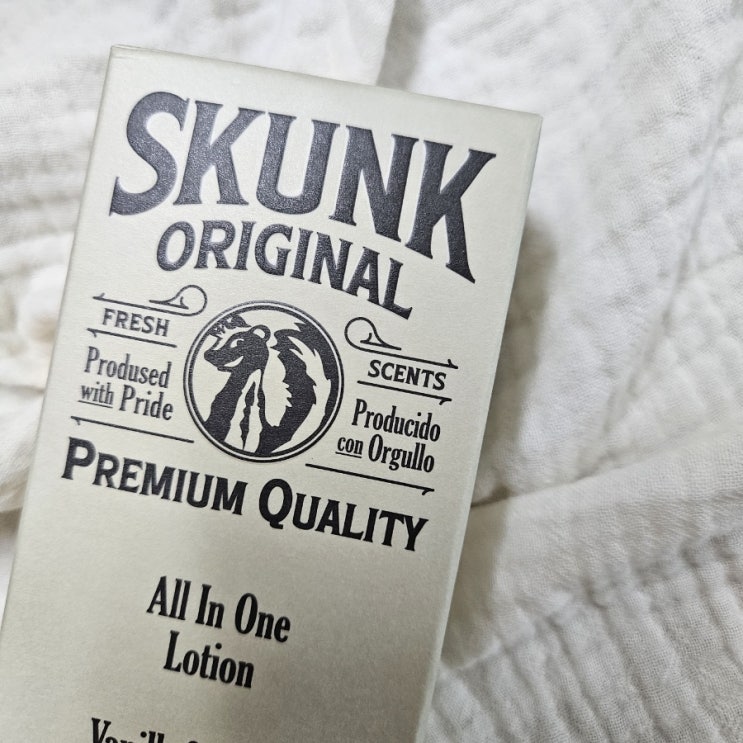 SKUNK
ORIGINAL
FRESH
SCENTS
Prodused
with Pride
Producido
con Orgullo
PREMIUM QUALITY
All In One
Lotion